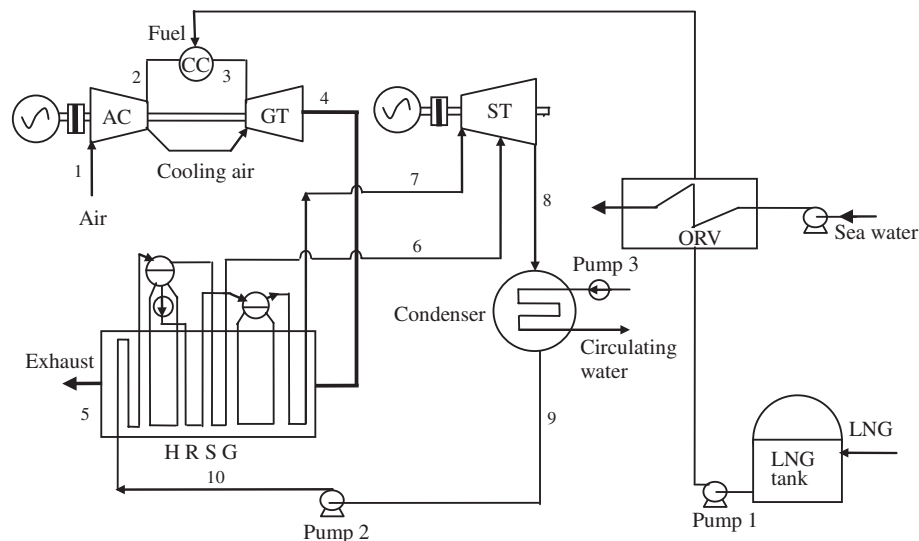 Fuel
CC
2
3
AC
GT
4
ST
Cooling air
1
Air
7
8
6
ORV
Sea water
Pump 3
Condenser
Circulating
water
Exhaust
5
H R S G
9
10
Pump 2
LNG
LNG
tank
Pump 1